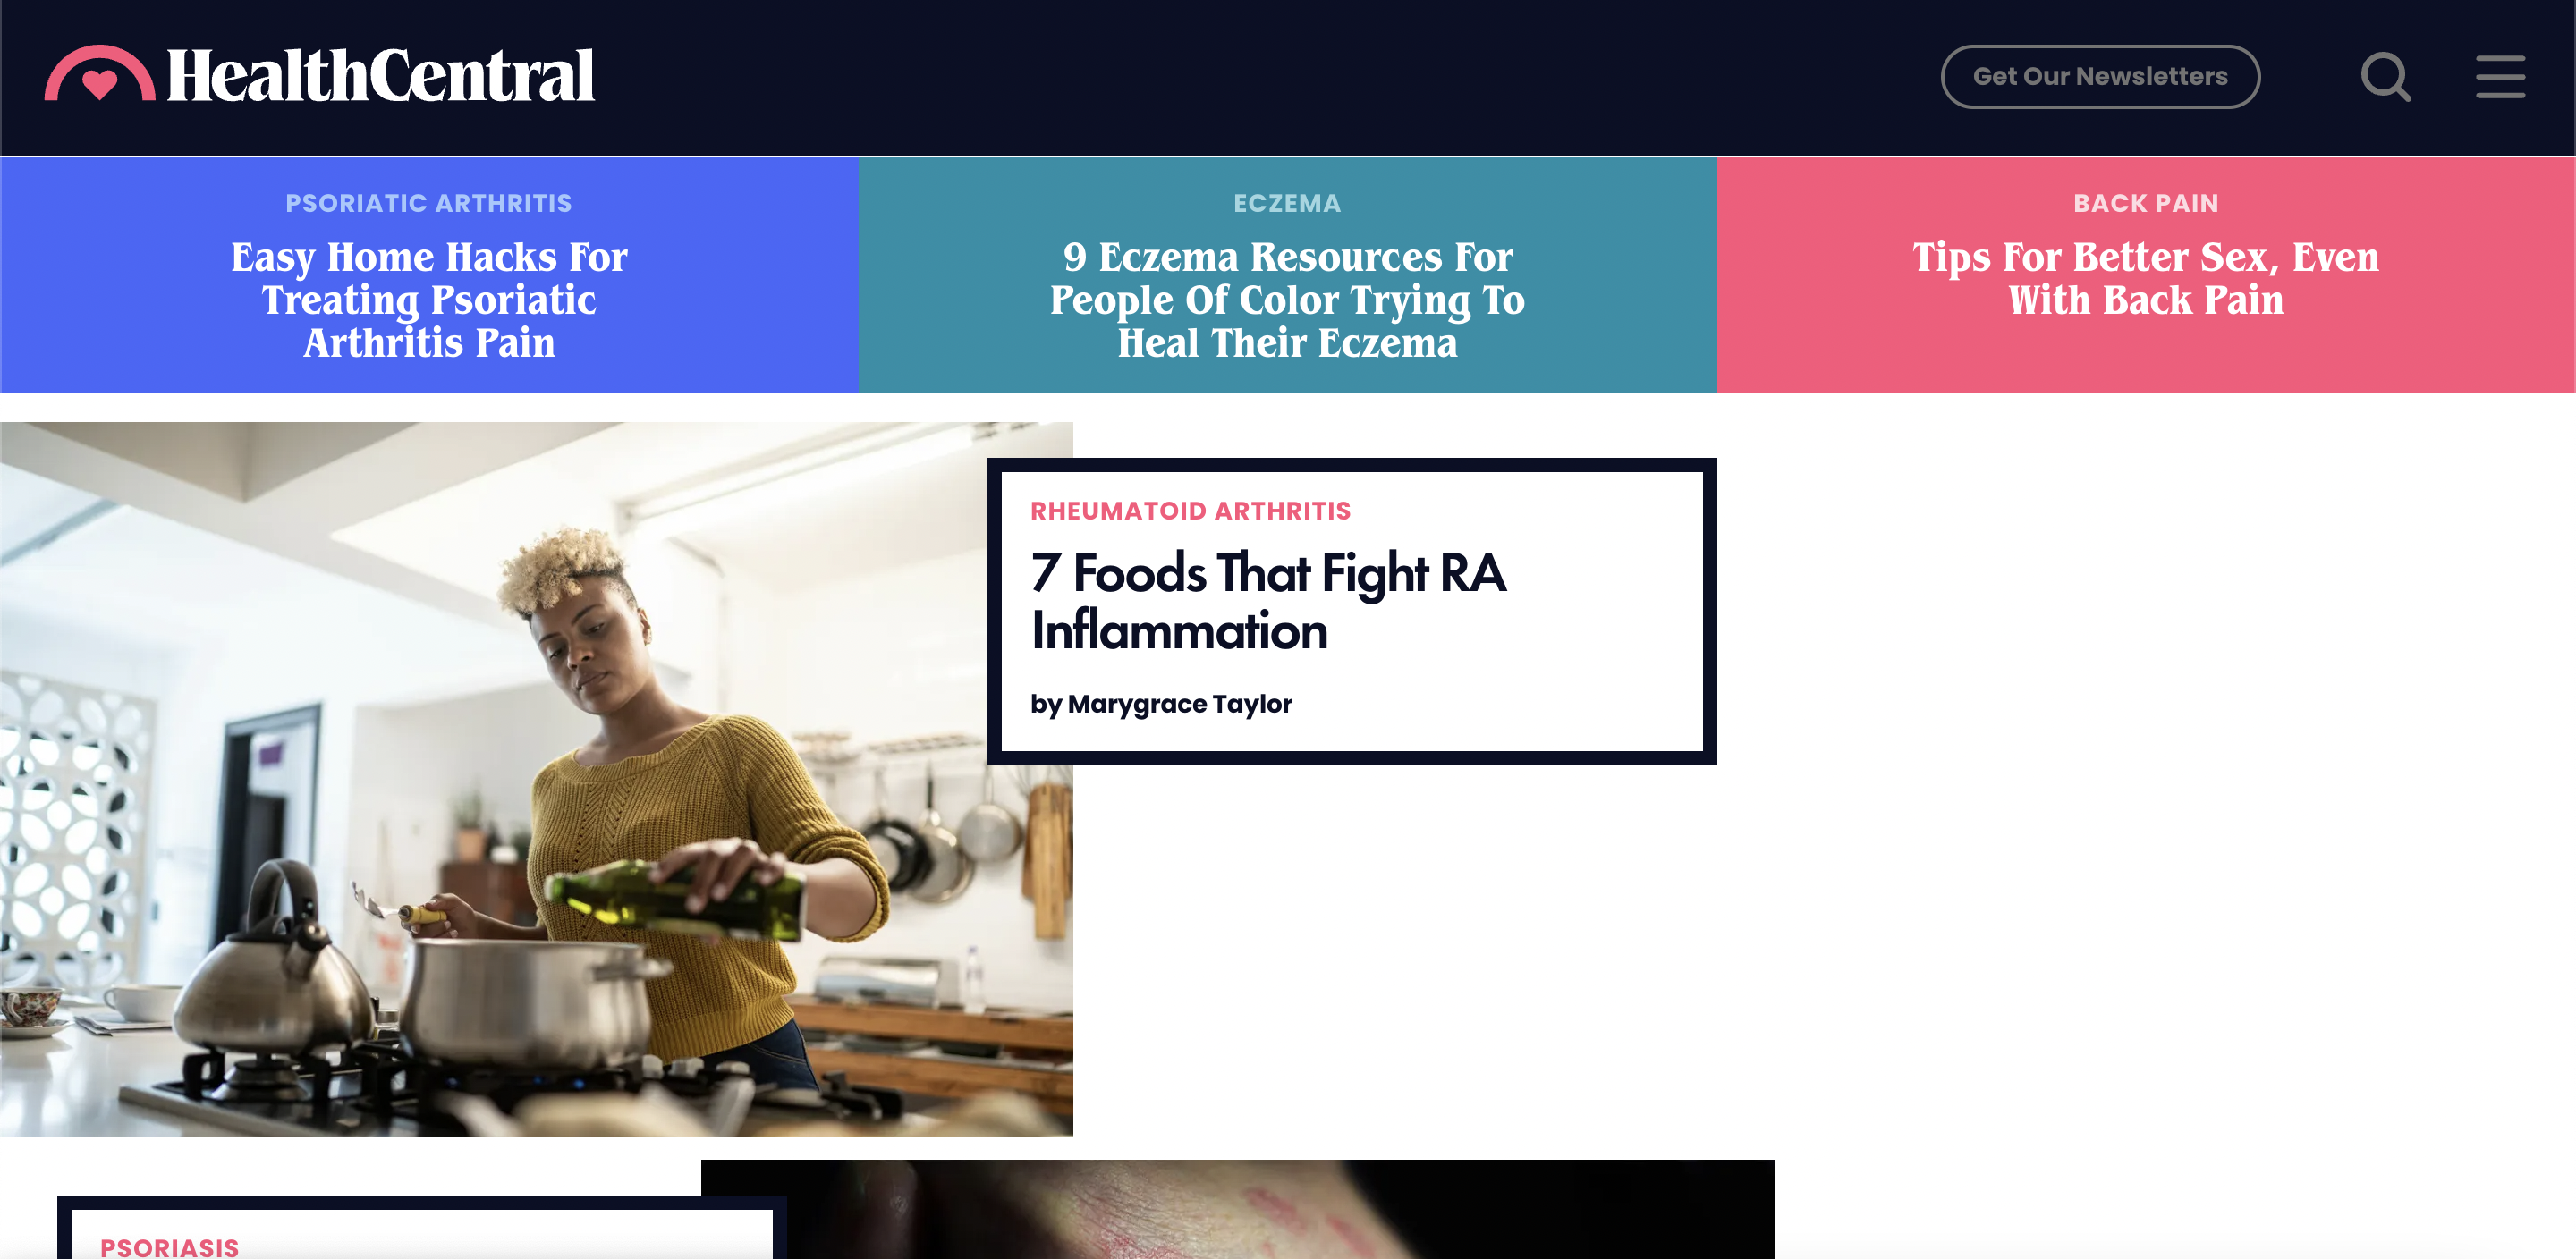 HealthCentral
Get Our Newsletters
PSORIATIC ARTHRITIS
Easy Home Hacks For
Treating Psoriatic
Arthritis Pain
ECZEMA
9 Eczema Resources For
People Of Color Trying To
Heal Their Eczema
BACK PAIN
Tips For Better Sex, Even
With Back Pain
RHEUMATOID ARTHRITIS
7 Foods That Fight RA
Inflammation
by Marygrace Taylor
PSORIASIS